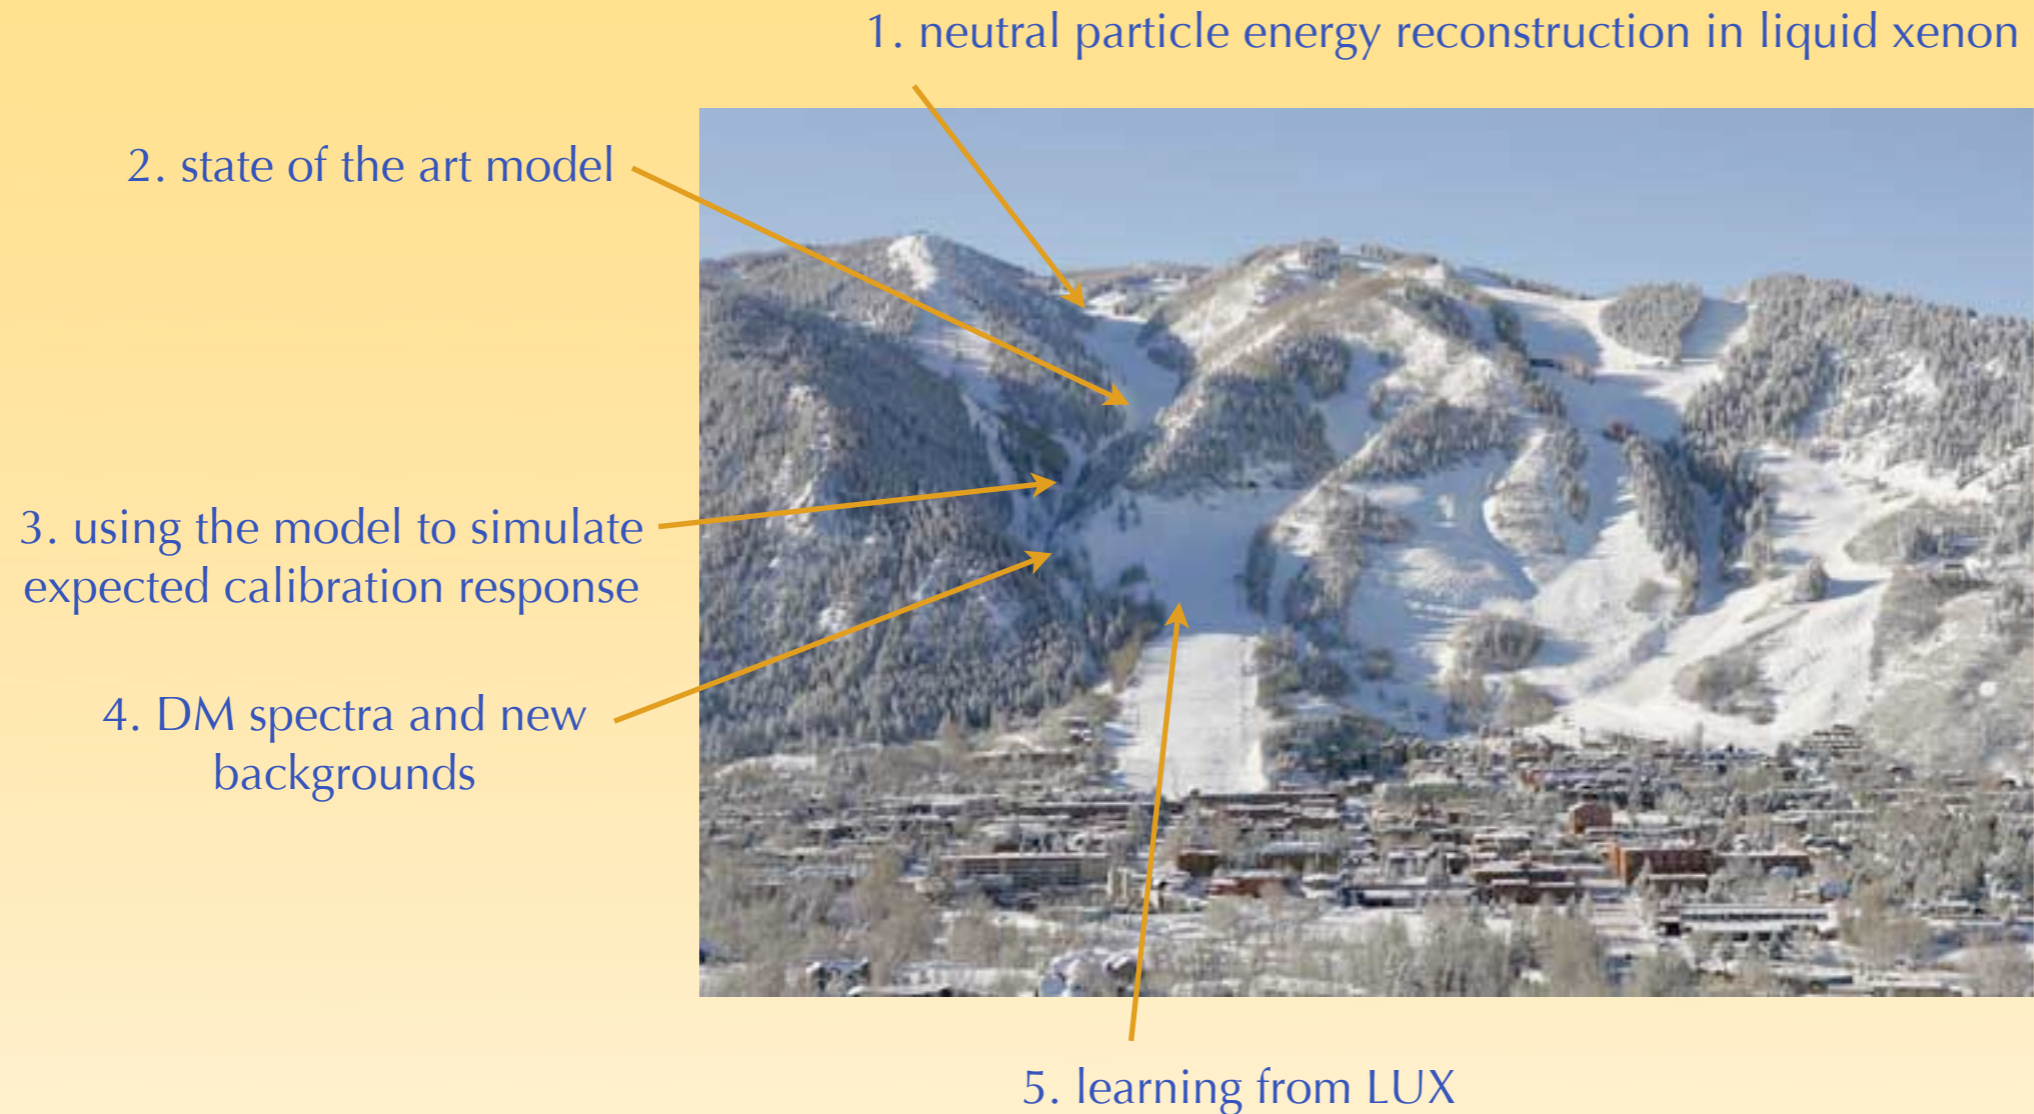 1. neutral particle energy reconstruction in liquid xenon
2. state of the art model
3. using the model to simulate
expected calibration response
4. DM spectra and new
backgrounds
5. learning from LUX